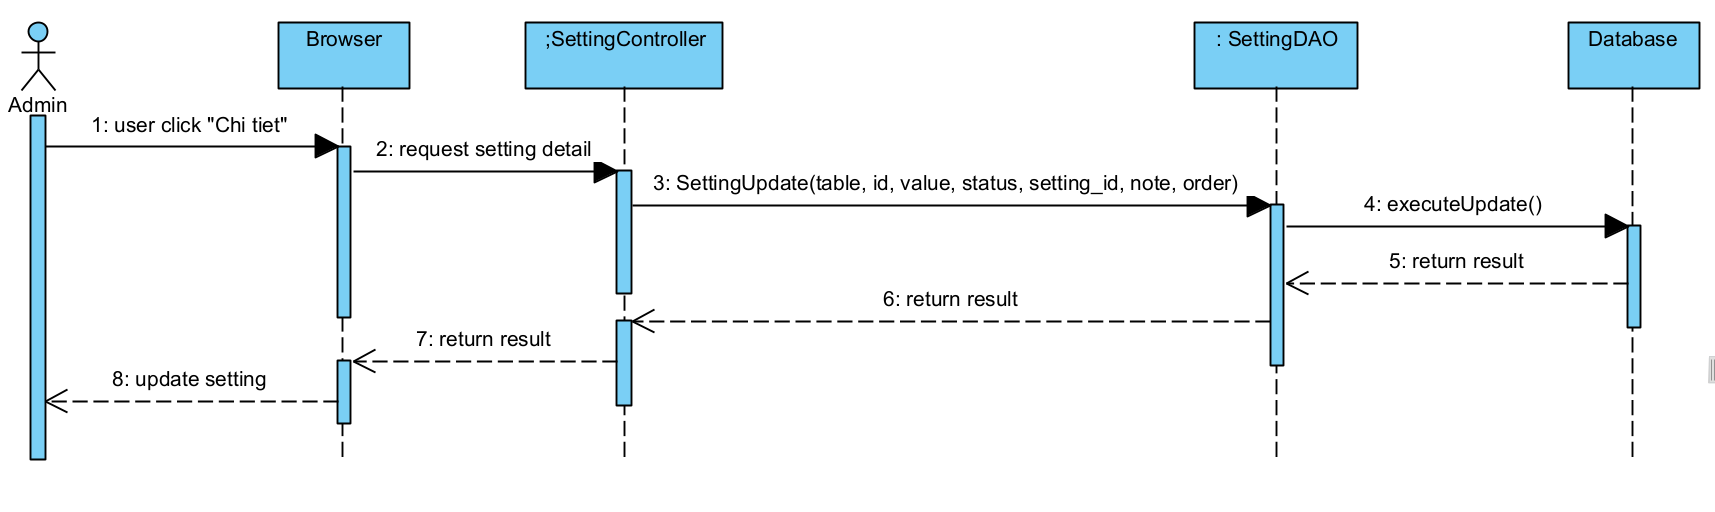 Browser
;SettingController
: SettingDAO
Database
Admin
1: user click "Chi tiet"
2: request setting detail
3: SettingUpdate(table, id, value, status, setting_id, note, order)
4: executeUpdate()
5: return result
6: return result
7: return result
8: update setting